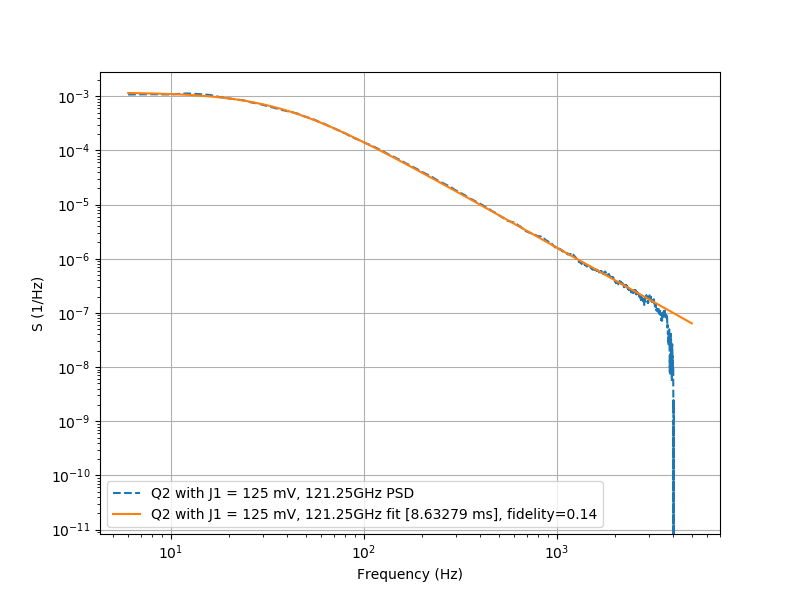 10⁻³
10⁻⁴
10⁻⁵
10⁻⁶
10⁻⁷
10⁻⁸
10⁻⁹
10⁻¹⁰
10⁻¹¹
S (1/Hz)
Q2 with J1 = 125 mV, 121.25GHz PSD
Q2 with J1 = 125 mV, 121.25GHz fit [8.63279 ms], fidelity=0.14
10¹ 10² 10³
Frequency (Hz)